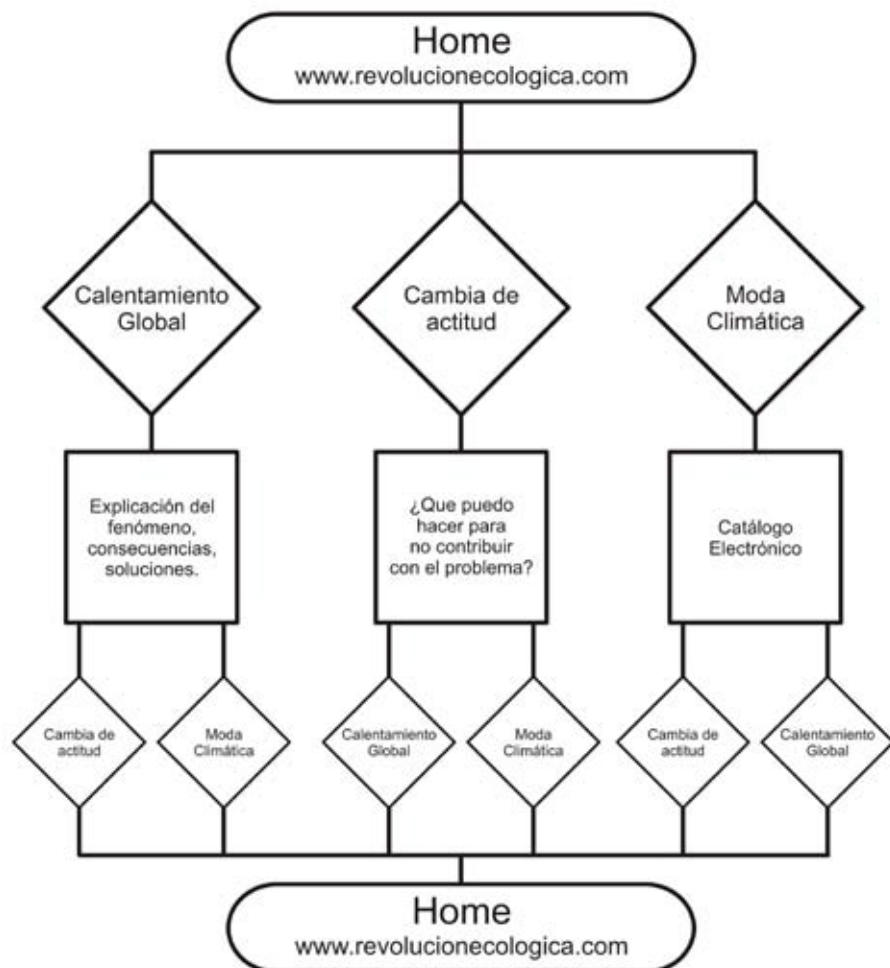 Home
www.revolucionecologica.com
Calentamiento
Global
Cambia de
actitud
Moda
Climática
Explicación del
fenómeno,
consecuencias,
soluciones.
¿Que puedo
hacer para
no contribuir
con el problema?
Catálogo
Electrónico
Cambia de
actitud
Moda
Climática
Calentamiento
Global
Moda
Climática
Cambia de
actitud
Calentamiento
Global
Home
www.revolucionecologica.com